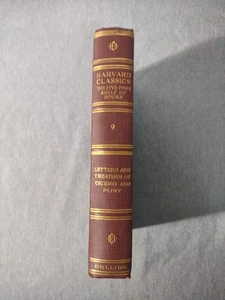 HARVARD
CLASSICS
THE FIVE FOOT
SHELF OF
BOOKS
9
LETTERS AND
TREATISES OF
CICERO AND
PLINY
COLLIER